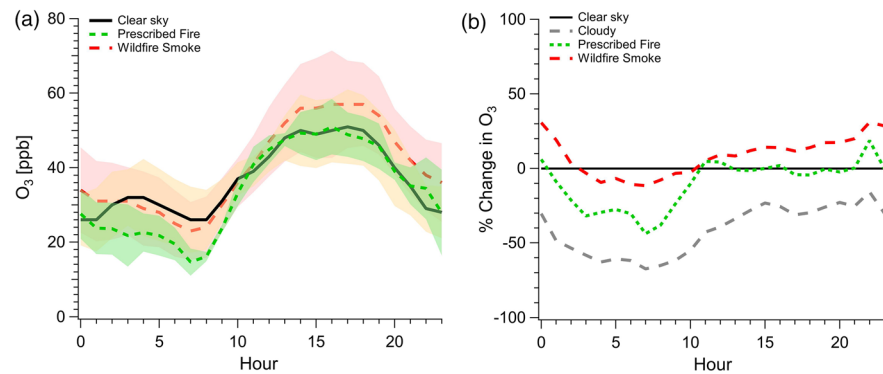 (a)
Clear sky
Prescribed Fire
Wildfire Smoke
80
60
40
20
0
O3 [ppb]
0 5 10 15 20
Hour
(b)
Clear sky
Cloudy
Prescribed Fire
Wildfire Smoke
100
50
0
-50
-100
% Change in O3
0 5 10 15 20
Hour